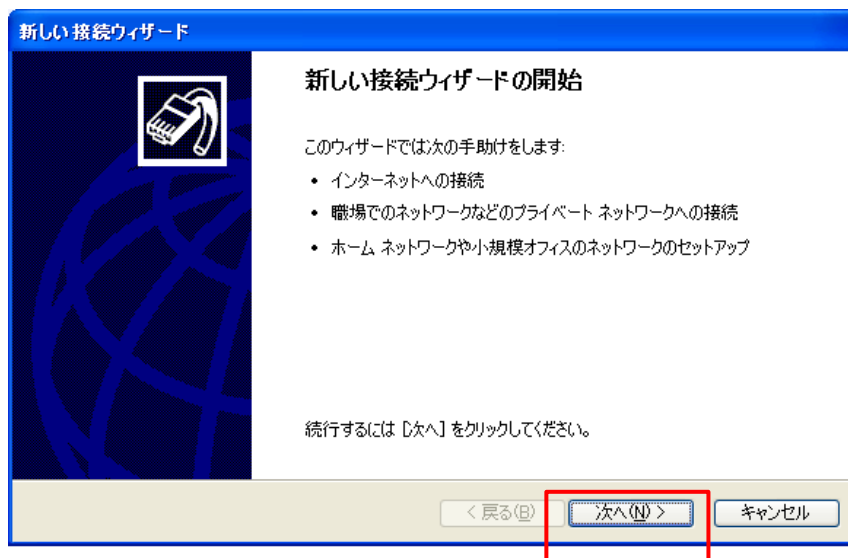 新しい接続ウィザード
新しい接続ウィザードの開始
このウィザードでは次の手助けをします:
• インターネットへの接続
• 職場でのネットワークなどのプライベート ネットワークへの接続
• ホーム ネットワークや小規模オフィスのネットワークのセットアップ
続行するには [次へ] をクリックしてください。
< 戻る(B) 次へ(N) > キャンセル